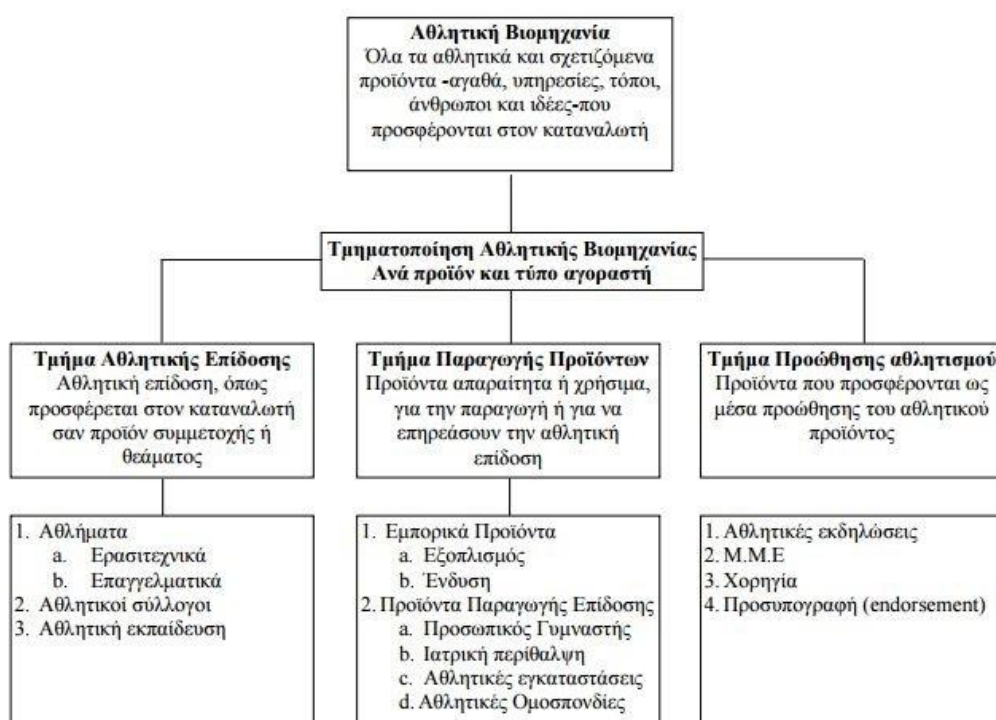 Αθλητική Βιομηχανία
Όλα τα αθλητικά και σχετιζόμενα
προϊόντα -αγαθά, υπηρεσίες, τόποι,
άνθρωποι και ιδέες-που
προσφέρονται στον καταναλωτή
Τμηματοποίηση Αθλητικής Βιομηχανίας
Ανά προϊόν και τύπο αγοραστή
Τμήμα Αθλητικής Επίδοσης
Αθλητική επίδοση, όπως
προσφέρεται στον καταναλωτή
σαν προϊόν συμμετοχής ή
θεάματος
Τμήμα Παραγωγής Προϊόντων
Προϊόντα απαραίτητα ή χρήσιμα,
για την παραγωγή ή για να
επηρεάσουν την αθλητική
επίδοση
Τμήμα Προώθησης αθλητισμού
Προϊόντα που προσφέρονται ως
μέσα προώθησης του αθλητικού
προϊόντος
1. Αθλήματα
a. Ερασιτεχνικά
b. Επαγγελματικά
2. Αθλητικοί σύλλογοι
3. Αθλητική εκπαίδευση
1. Εμπορικά Προϊόντα
a. Εξοπλισμός
b. Ένδυση
2. Προϊόντα Παραγωγής Επίδοσης
a. Προσωπικός Γυμναστής
b. Ιατρική περίθαλψη
c. Αθλητικές εγκαταστάσεις
d. Αθλητικές Ομοσπονδίες
1. Αθλητικές εκδηλώσεις
2. Μ.Μ.Ε
3. Χορηγία
4. Προσυπογραφή (endorsement)